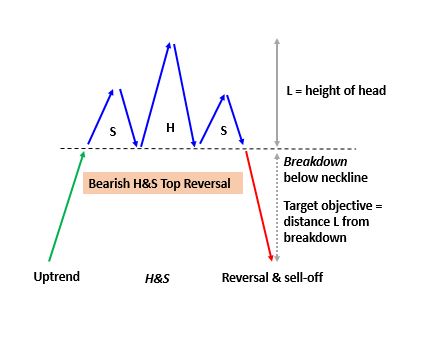 L = height of head
S
H
S
Breakdown
below neckline
Bearish H&S Top Reversal
Target objective =
distance L from
breakdown
Uptrend
H&S
Reversal & sell-off